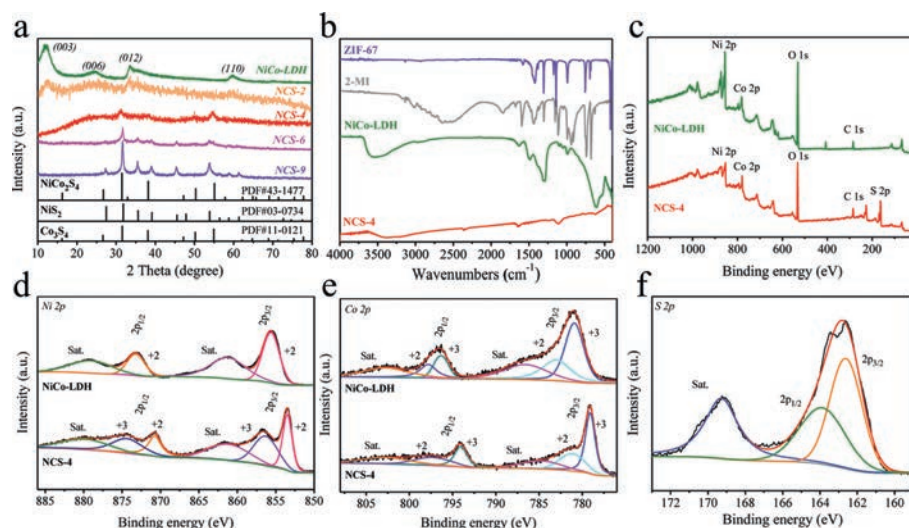 a
(003)
(006)
(012)
(110)
NiCo-LDH
NCS-2
NCS-4
NCS-6
NCS-9
NiCo₂S₄
PDF#43-1477
NiS₂
PDF#03-0734
Co₃S₄
PDF#11-0121
10 20 30 40 50 60 70 80
2 Theta (degree)
Intensity (a.u.)
b
ZIF-67
2-MI
NiCo-LDH
NCS-4
4000 3500 3000 2500 2000 1500 1000 500
Wavenumbers (cm⁻¹)
Intensity (a.u.)
c
Ni 2p
Co 2p
O 1s
C 1s
NiCo-LDH
Ni 2p
Co 2p
O 1s
C 1s
S 2p
NCS-4
1200 1000 800 600 400 200 0
Binding energy (eV)
Intensity (a.u.)
d
Ni 2p
Sat.
2p1/2
+2
Sat.
2p3/2
+2
NiCo-LDH
Sat.
+3
2p1/2
+2
Sat.
+3
2p3/2
+2
NCS-4
885 880 875 870 865 860 855 850
Binding energy (eV)
Intensity (a.u.)
e
Co 2p
Sat.
2p1/2
+2
+3
Sat.
2p3/2
+2
+3
NiCo-LDH
Sat.
+2
2p1/2
+3
Sat.
+2
2p3/2
+3
NCS-4
805 800 795 790 785 780
Binding energy (eV)
Intensity (a.u.)
f
S 2p
Sat.
2p1/2
2p3/2
172 170 168 166 164 162 160
Binding energy (eV)
Intensity (a.u.)